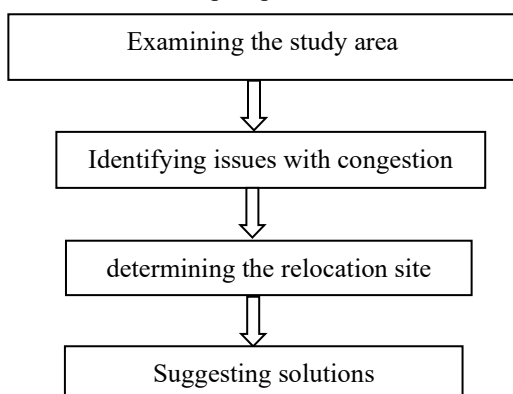 Examining the study area
Identifying issues with congestion
determining the relocation site
Suggesting solutions